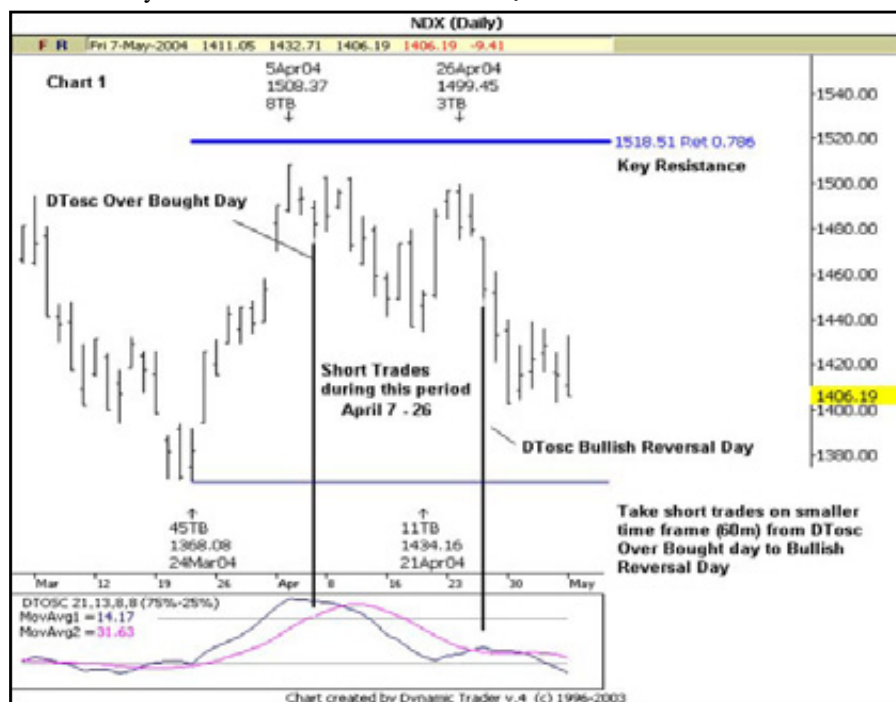 NDX (Daily)
F R Fri 7-May-2004 1411.05 1432.71 1406.19 1406.19 -9.41
Chart 1
5Apr04
1508.37
8TB
26Apr04
1499.45
3TB
1540.00
1518.51 Ret 0.786
1520.00
Key Resistance
1500.00
DTosc Over Bought Day
1480.00
1460.00
1440.00
Short Trades
during this period
April 7 - 26
1420.00
1406.19
1400.00
DTosc Bullish Reversal Day
1380.00
45TB
1368.08
24Mar04
11TB
1434.16
21Apr04
Take short trades on smaller
time frame (60m) from DTosc
Over Bought day to Bullish
Reversal Day
Mar 12 19 26 Apr 8 16 23 30 May
DTOSC 21,13,8,8 (75%-25%)
MovAvg1 = 14.17
MovAvg2 = 31.63
Chart created by Dynamic Trader v.4 (c) 1996-2003